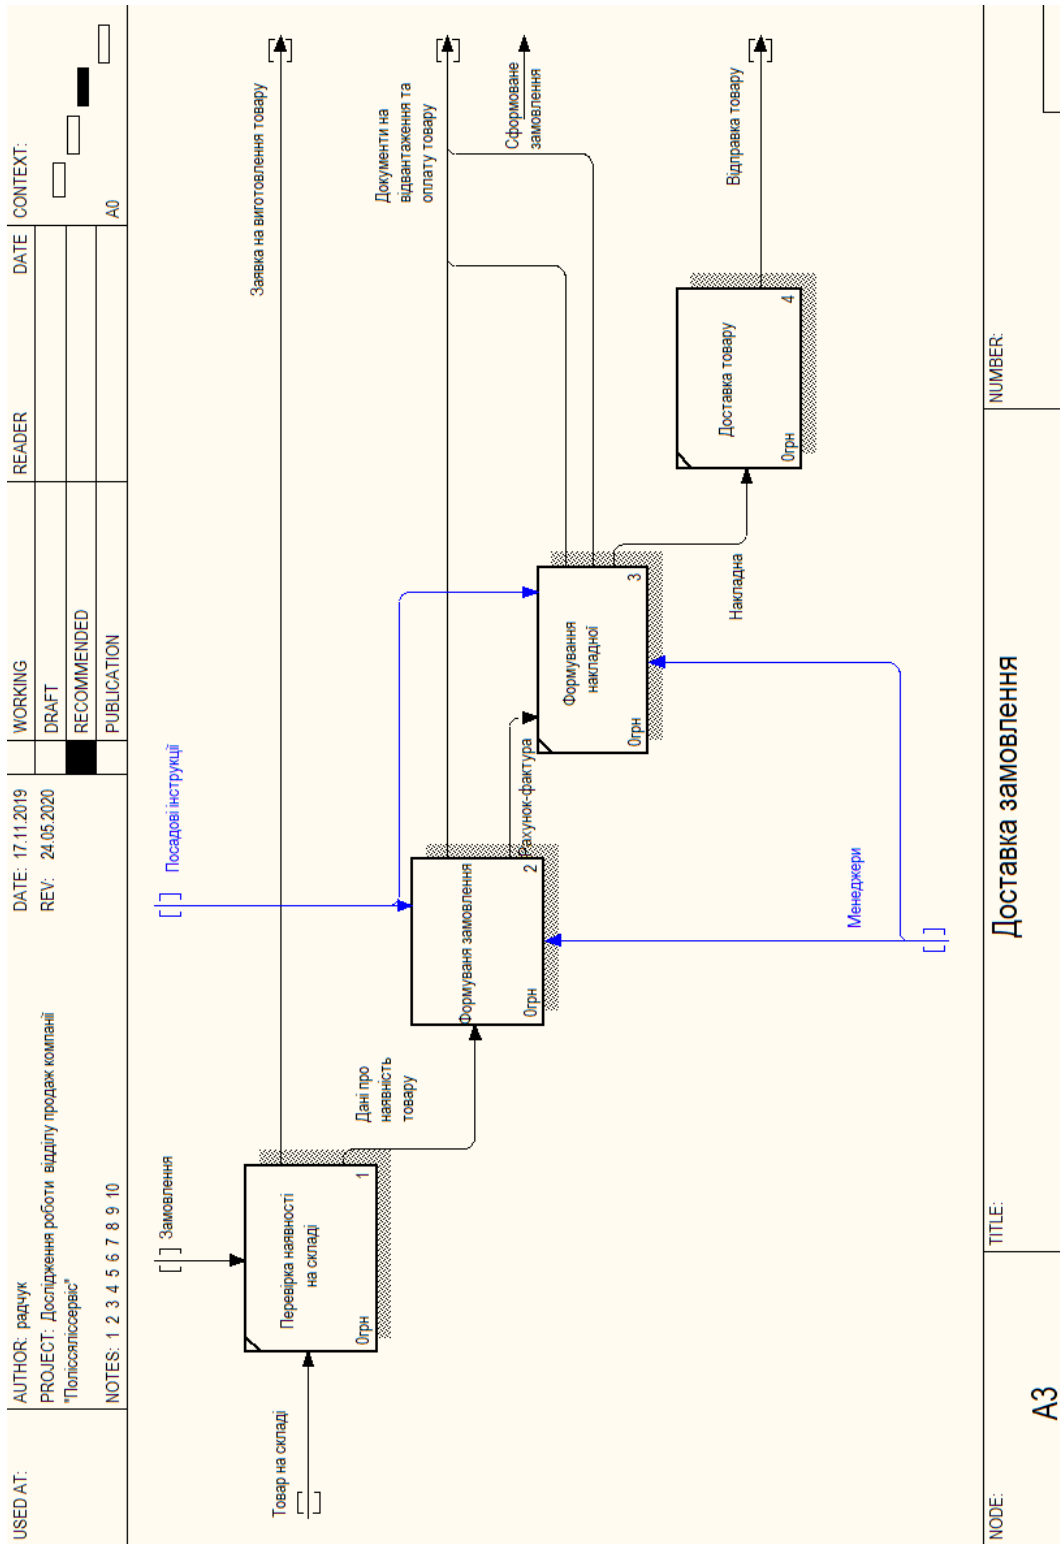 USED AT:
AUTHOR: радчук
DATE: 17.11.2019
WORKING
READER
DATE
CONTEXT:
PROJECT: Дослідження роботи відділу продаж компанії
"Поліссяліссервіс"
REV: 24.05.2020
DRAFT
RECOMMENDED
NOTES: 1 2 3 4 5 6 7 8 9 10
PUBLICATION
A0
Замовлення
Посадові інструкції
Товар на складі
Перевірка наявності
на складі
0грн
1
Заявка на виготовлення товару
Дані про
наявність
товару
Формуваня замовлення
0грн
2
Документи на
відвантаження та
оплату товару
Рахунок-фактура
Сформоване
замовлення
Формування
накладної
0грн
3
Накладна
Доставка товару
0грн
4
Відправка товару
Менеджери
NODE:
A3
TITLE:
Доставка замовлення
NUMBER: